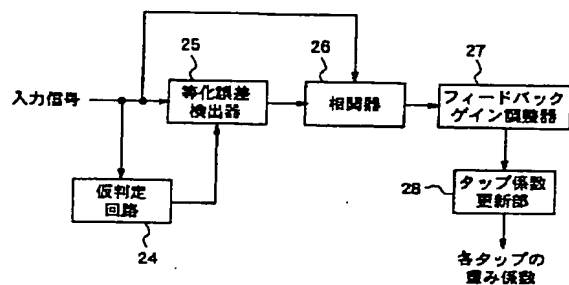 25
26
27
入力信号
等化誤差
検出器
相関器
フィードバック
ゲイン調整器
仮判定
回路
24
28
タップ係数
更新部
各タップの
重み係数